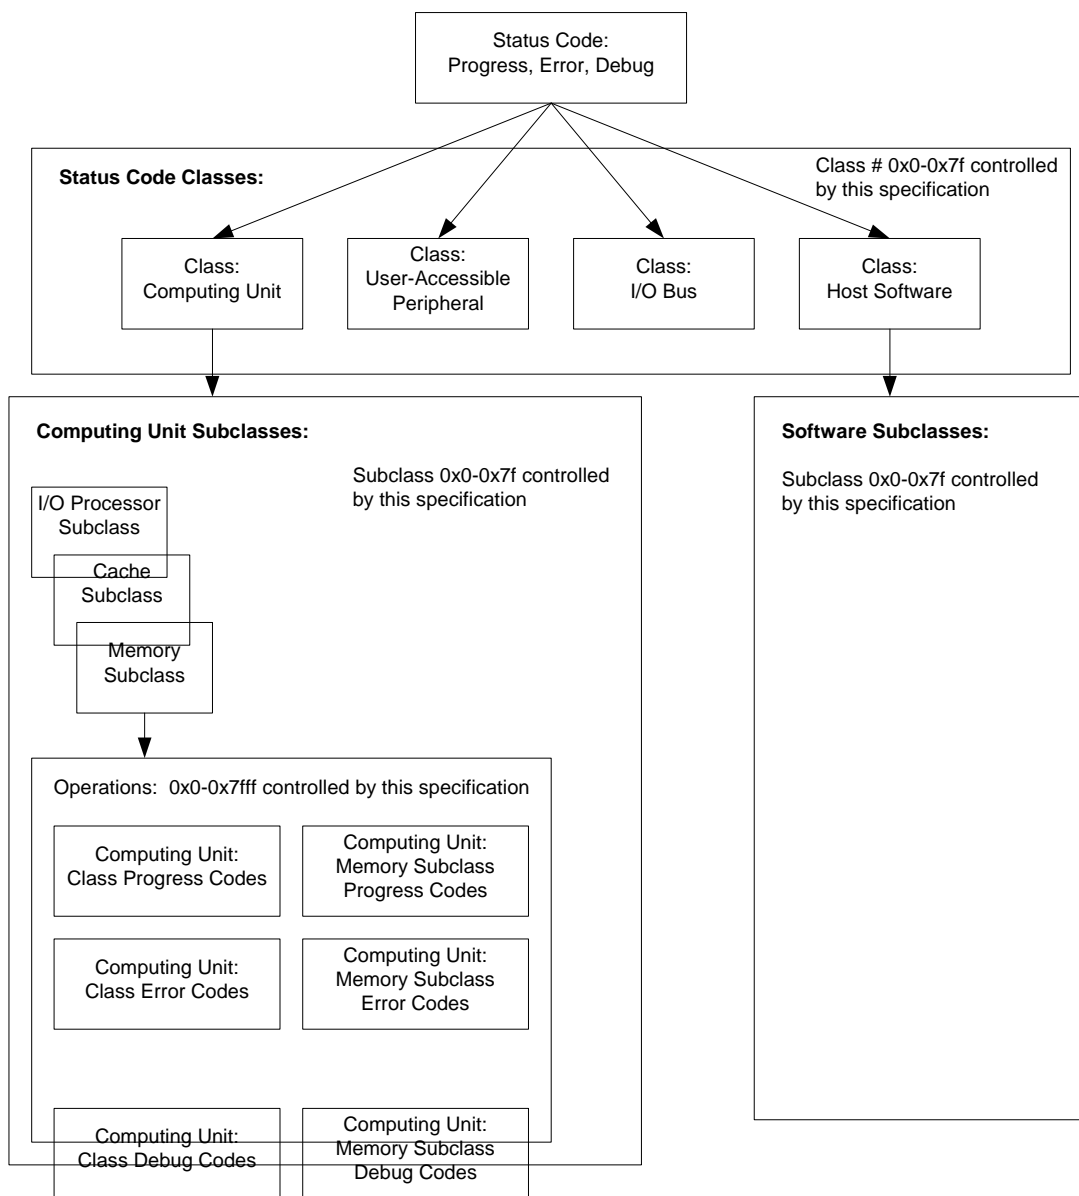 Status Code:
Progress, Error, Debug
Status Code Classes:
Class # 0x0-0x7f controlled
by this specification
Class:
Computing Unit
Class:
User-Accessible
Peripheral
Class:
I/O Bus
Class:
Host Software
Computing Unit Subclasses:
Subclass 0x0-0x7f controlled
by this specification
I/O Processor
Subclass
Cache
Subclass
Memory
Subclass
Operations:  0x0-0x7fff controlled by this specification
Computing Unit:
Class Progress Codes
Computing Unit:
Memory Subclass
Progress Codes
Computing Unit:
Class Error Codes
Computing Unit:
Memory Subclass
Error Codes
Computing Unit:
Class Debug Codes
Computing Unit:
Memory Subclass
Debug Codes
Software Subclasses:
Subclass 0x0-0x7f controlled
by this specification